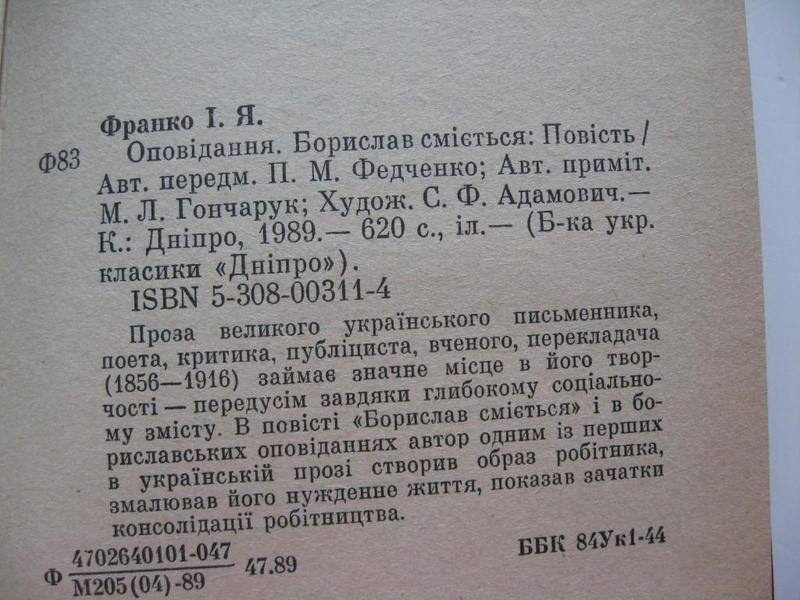 Франко І. Я.
Ф83 Оповідання. Борислав сміється: Повість /
Авт. передм. П. М. Федченко; Авт. приміт.
М. Л. Гончарук; Худож. С. Ф. Адамович.—
К.: Дніпро, 1989.— 620 с., іл.— (Б-ка укр.
класики «Дніпро»).
ISBN 5-308-00311-4
Проза великого українського письменника,
поета, критика, публіциста, вченого, перекладача
(1856—1916) займає значне місце в його твор-
чості — передусім завдяки глибокому соціально-
му змісту. В повісті «Борислав сміється» і в бо-
риславських оповіданнях автор одним із перших
в українській прозі створив образ робітника,
змалював його нужденне життя, показав зачатки
консолідації робітництва.
Ф 4702640101-047 47.89
М205(04)-89
ББК 84Ук1-44